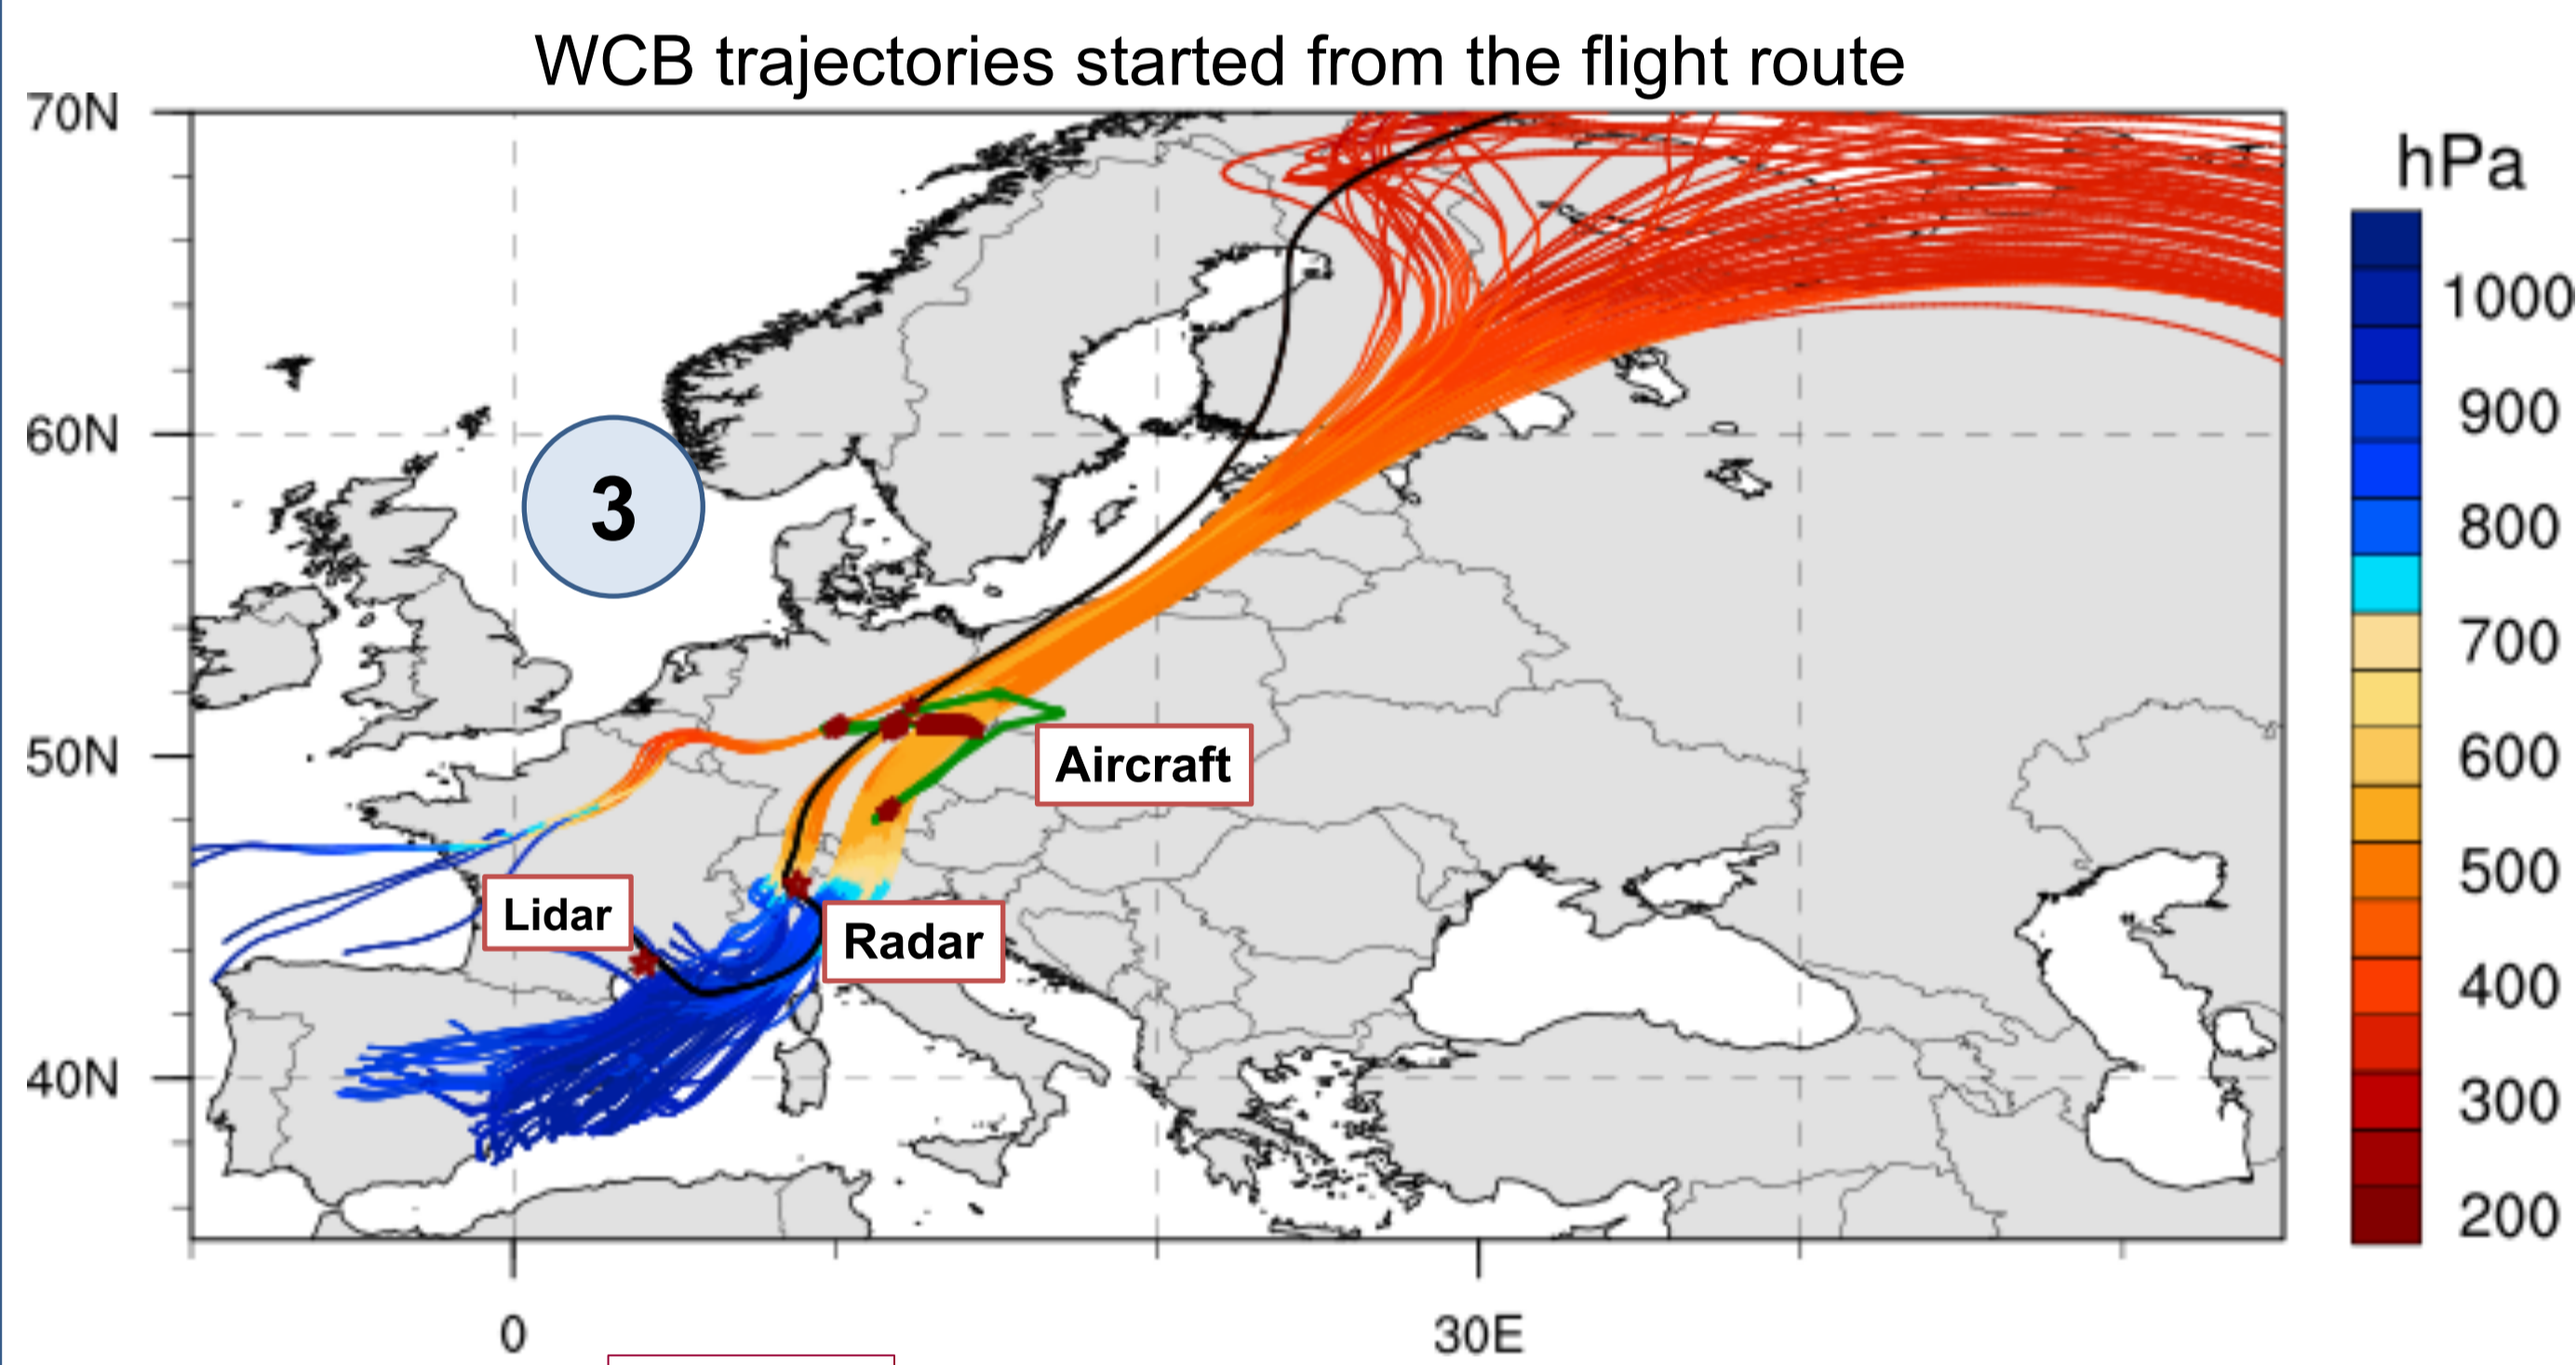 WCB trajectories started from the flight route
70N
60N
50N
40N
0
30E
3
Aircraft
Lidar
Radar
hPa
1000
900
800
700
600
500
400
300
200